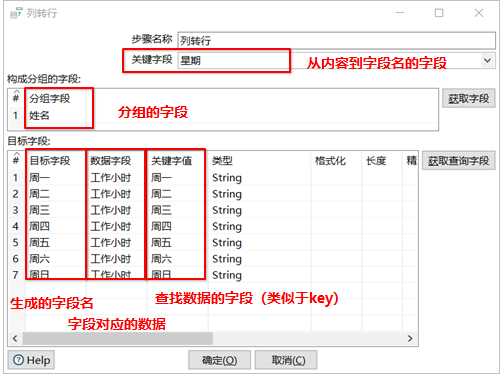 列转行
步骤名称 列转行
关键字段 星期
从内容到字段名的字段
构成分组的字段:
# 分组字段
1 姓名
获取字段
分组的字段
目标字段:
# 目标字段 数据字段 关键字值 类型 格式化 长度 精
获取查询字段
1 周一 工作小时 周一 String
2 周二 工作小时 周二 String
3 周三 工作小时 周三 String
4 周四 工作小时 周四 String
5 周五 工作小时 周五 String
6 周六 工作小时 周六 String
7 周日 工作小时 周日 String
生成的字段名
查找数据的字段（类似于key）
字段对应的数据
Help 确定(O) 取消(C)